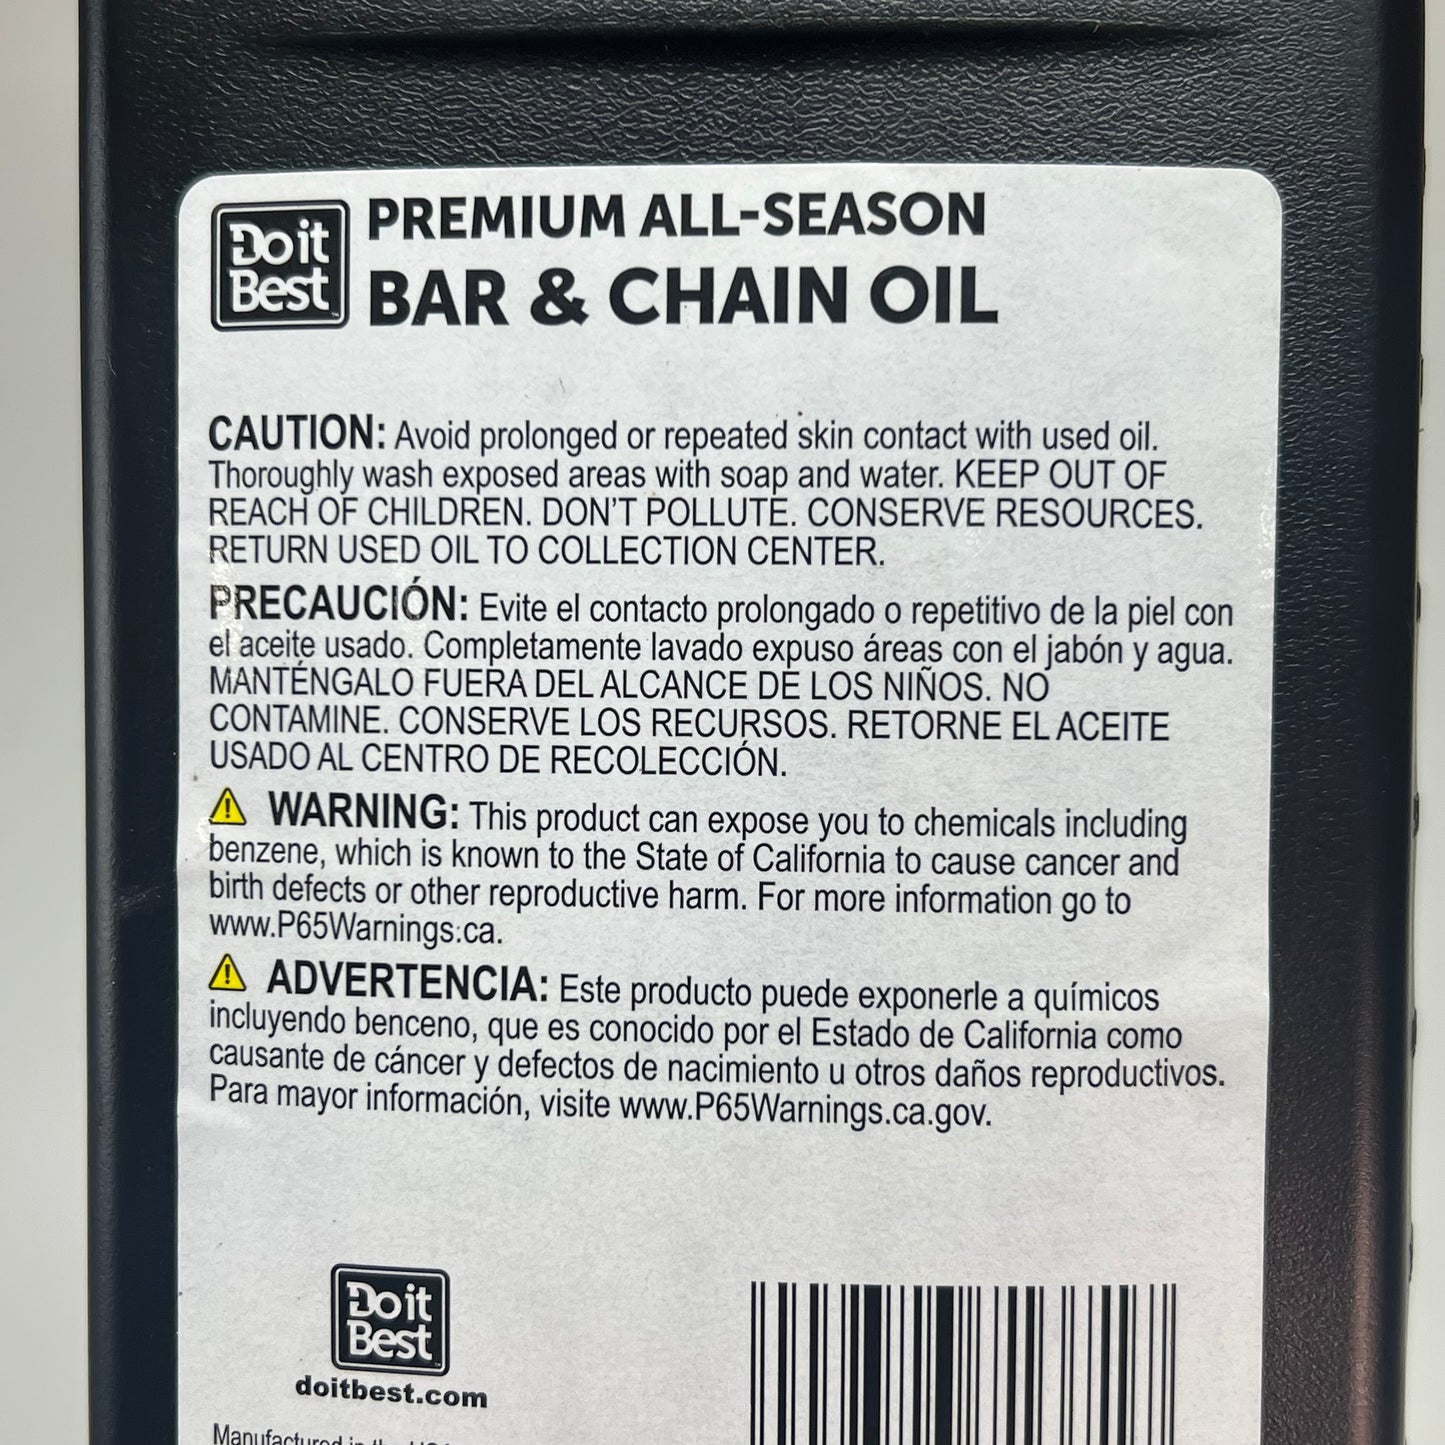 Do it Best PREMIUM ALL-SEASON
BAR & CHAIN OIL
CAUTION: Avoid prolonged or repeated skin contact with used oil.
Thoroughly wash exposed areas with soap and water. KEEP OUT OF
REACH OF CHILDREN. DON'T POLLUTE. CONSERVE RESOURCES.
RETURN USED OIL TO COLLECTION CENTER.
PRECAUCIÓN: Evite el contacto prolongado o repetitivo de la piel con
el aceite usado. Completamente lavado expuso áreas con el jabón y agua.
MANTÉNGALO FUERA DEL ALCANCE DE LOS NIÑOS. NO
CONTAMINE. CONSERVE LOS RECURSOS. RETORNE EL ACEITE
USADO AL CENTRO DE RECOLECCIÓN.
WARNING: This product can expose you to chemicals including
benzene, which is known to the State of California to cause cancer and
birth defects or other reproductive harm. For more information go to
www.P65Warnings.ca.
ADVERTENCIA: Este producto puede exponerle a químicos
incluyendo benceno, que es conocido por el Estado de California como
causante de cáncer y defectos de nacimiento u otros daños reproductivos.
Para mayor información, visite www.P65Warnings.ca.gov.
Do it
Best
doitbest.com
Manufactured in the